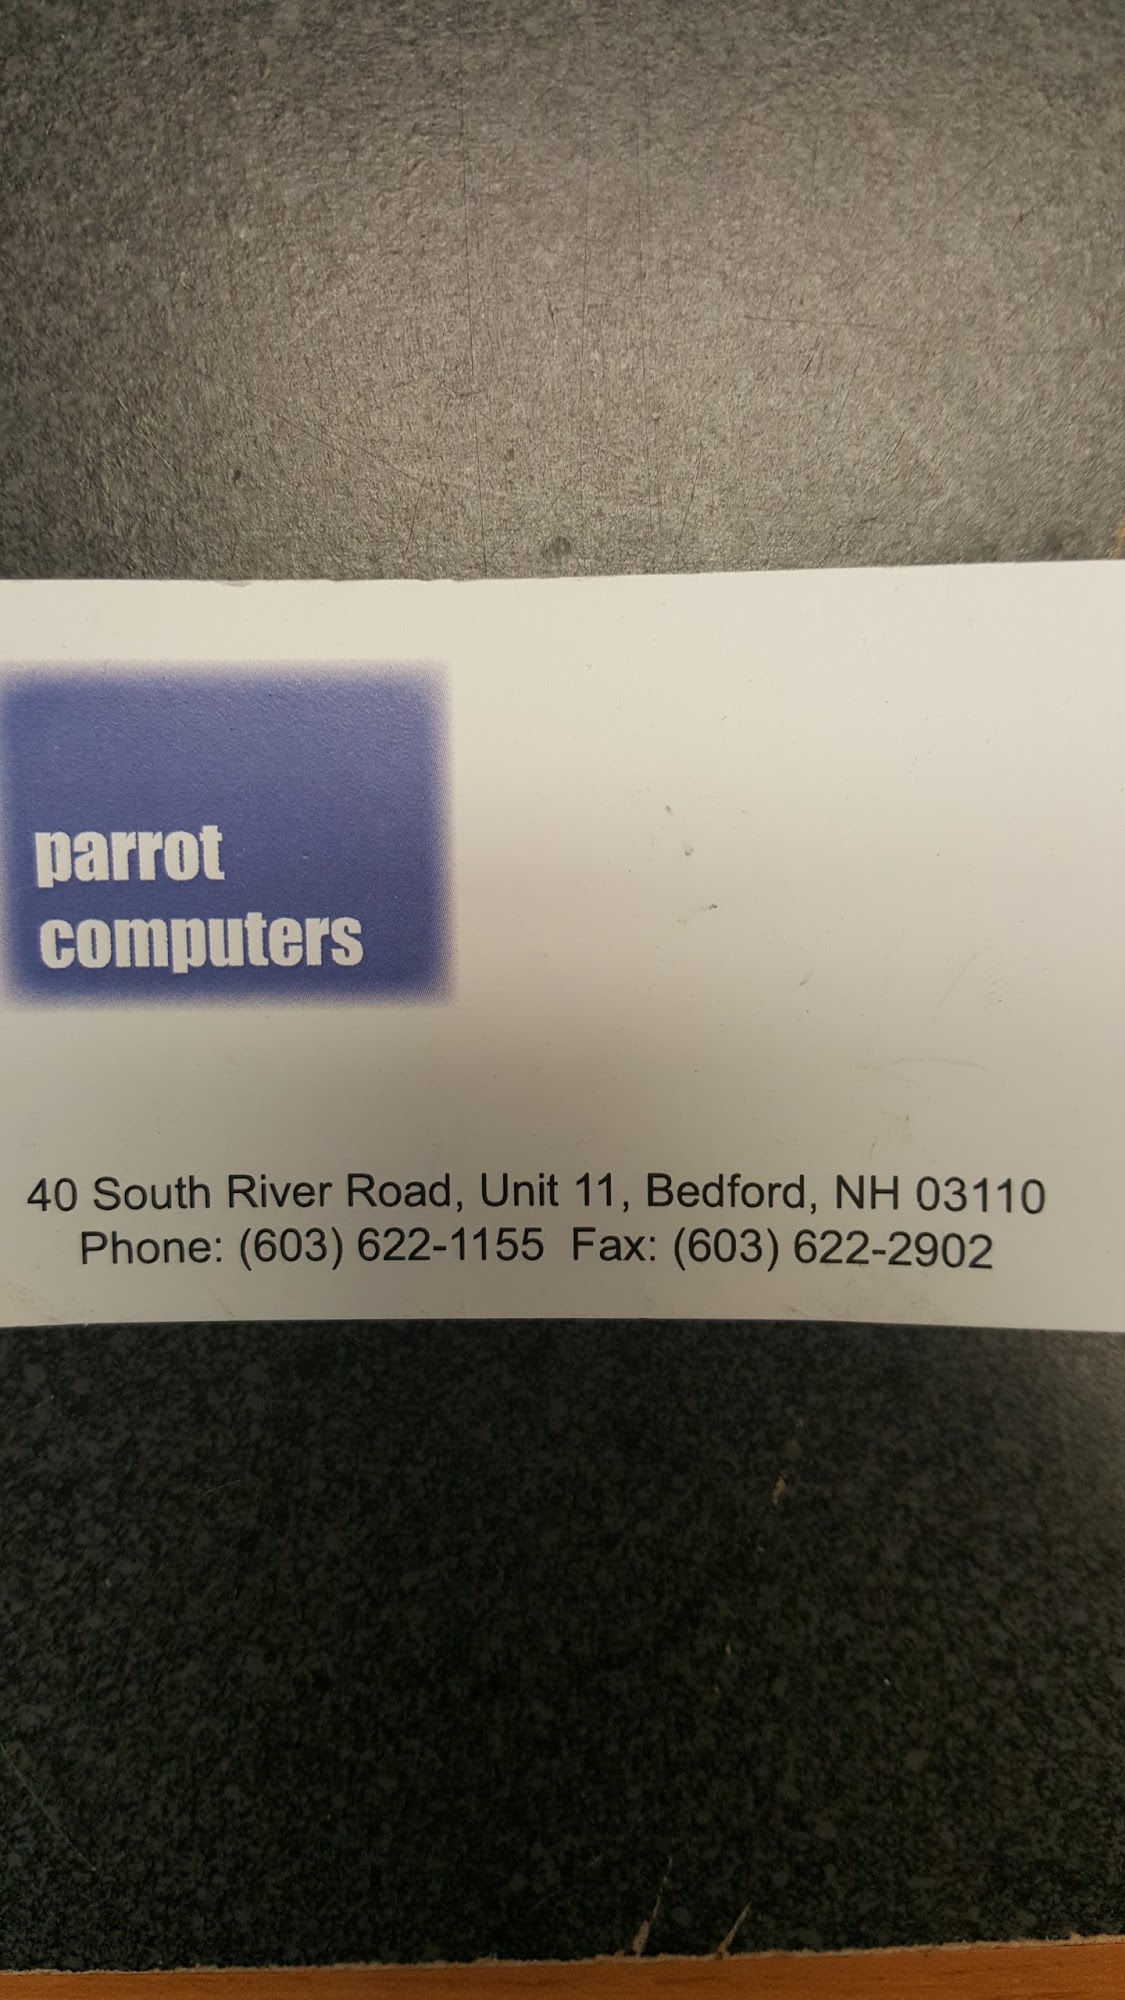 parrot
computers
40 South River Road, Unit 11, Bedford, NH 03110
Phone: (603) 622-1155 Fax: (603) 622-2902